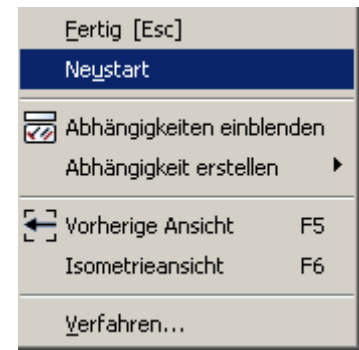 Fertig [Esc]
Neustart
Abhängigkeiten einblenden
Abhängigkeit erstellen
Vorherige Ansicht F5
Isometrieansicht F6
Verfahren...